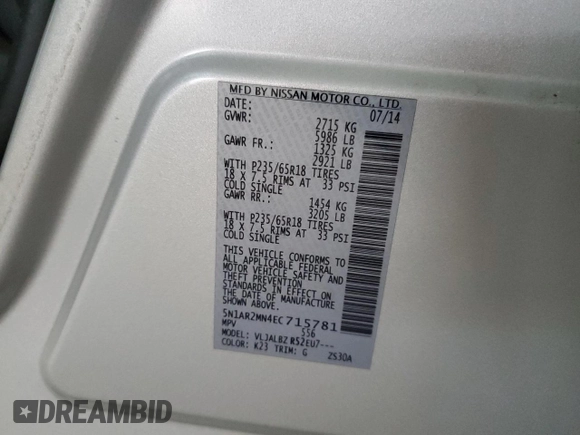 MFD BY NISSAN MOTOR CO., LTD.
DATE: 07/14
GVWR: 2715 KG
5986 LB
GAWR FR.: 1325 KG
2921 LB
WITH P235/65R18 TIRES
18 X 7.5 RIMS AT 33 PSI
COLD SINGLE
GAWR RR.: 1454 KG
3205 LB
WITH P235/65R18 TIRES
18 X 7.5 RIMS AT 33 PSI
COLD SINGLE
THIS VEHICLE CONFORMS TO
ALL APPLICABLE FEDERAL
MOTOR VEHICLE SAFETY AND
THEFT PREVENTION
STANDARDS IN EFFECT ON
THE DATE OF MANUFACTURE
SHOWN ABOVE
5N1AR2MN4EC715781
MPV 556
MODEL: VLJALBZ R52EU7---
COLOR: K23 TRIM: G ZS30A
DREAMBID